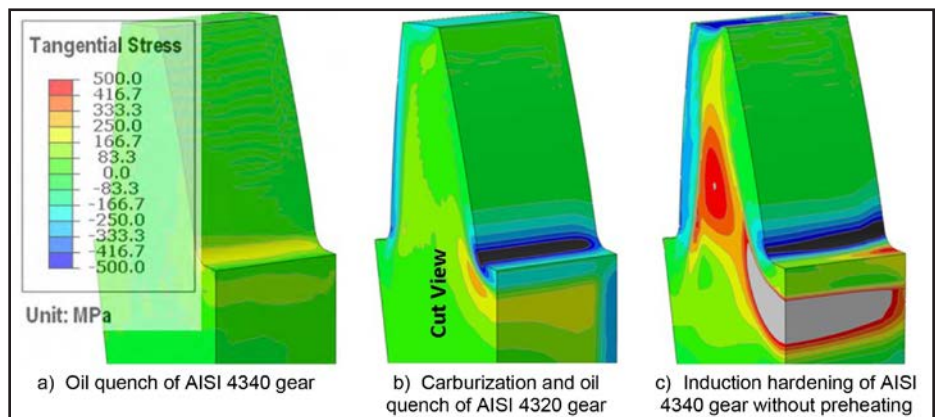 Tangential Stress
500.0
416.7
333.3
250.0
166.7
83.3
0.0
-83.3
-166.7
-250.0
-333.3
-416.7
-500.0
Unit: MPa
Cut View
a) Oil quench of AISI 4340 gear
b) Carburization and oil
quench of AISI 4320 gear
c) Induction hardening of AISI
4340 gear without preheating